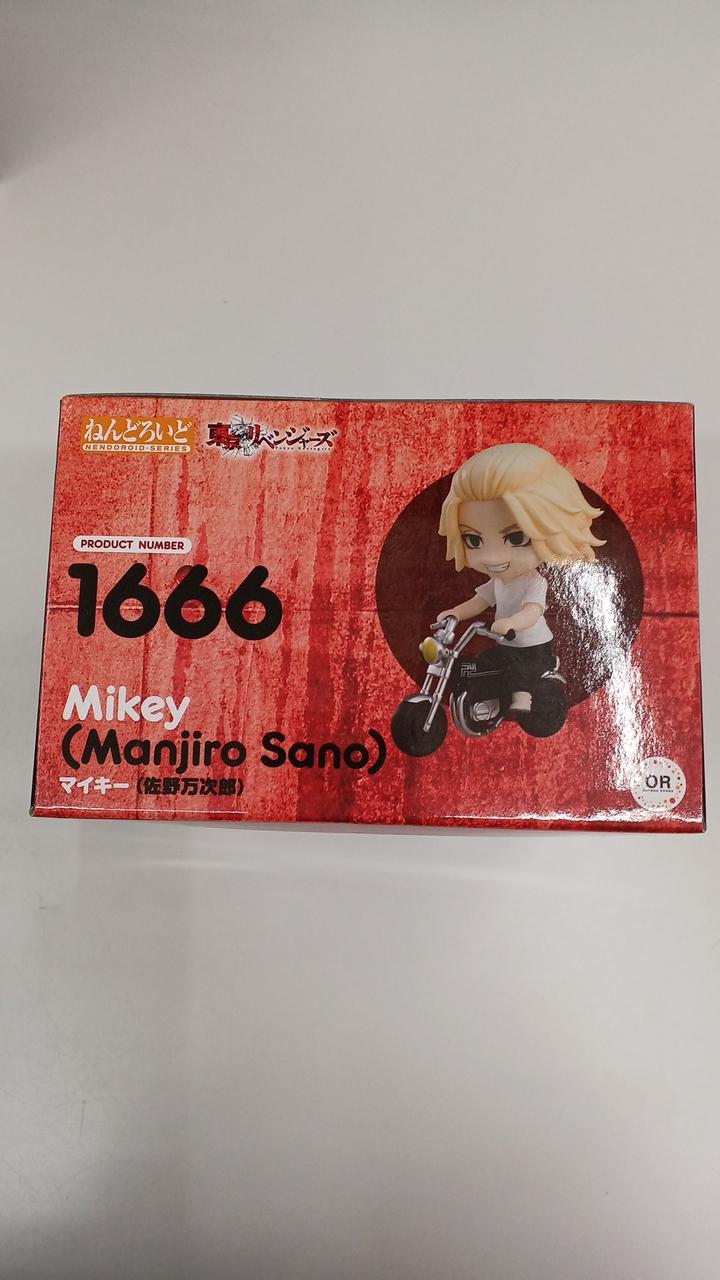 ねんどろいど
NENDOROID-SERIES
東京リベンジャーズ
PRODUCT NUMBER
1666
Mikey
(Manjiro Sano)
マイキー (佐野万次郎)
OR